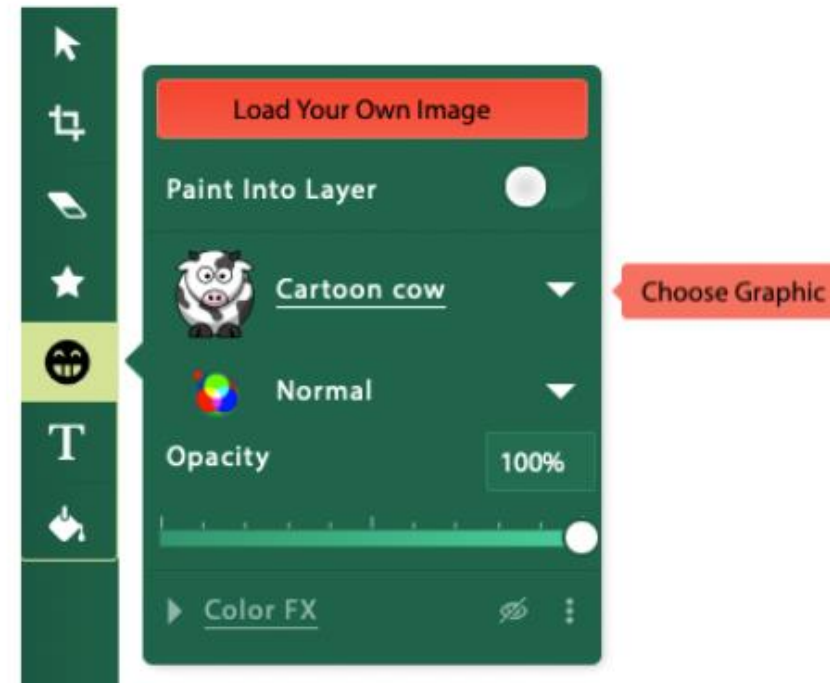 Load Your Own Image
Paint Into Layer
Cartoon cow
Choose Graphic
Normal
Opacity
100%
Color FX
T